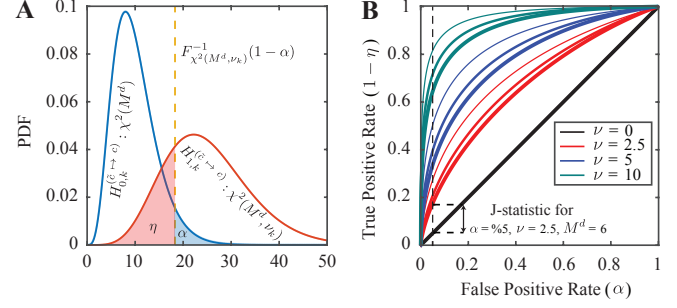 A
PDF
0.1
0.08
0.06
0.04
0.02
0
0 10 20 30 40 50
F^{-1}_{χ²(M^d, ν_k)}(1 − α)
H_{0,k}^{(c̃ ↦ c)} : χ²(M^d)
H_{1,k}^{(c̃ ↦ c)} : χ²(M^d, ν_k)
η
α
B
True Positive Rate (1 − η)
1
0.8
0.6
0.4
0.2
0
0 0.2 0.4 0.6 0.8 1
False Positive Rate (α)
ν = 0
ν = 2.5
ν = 5
ν = 10
J-statistic for
α = %5, ν = 2.5, M^d = 6